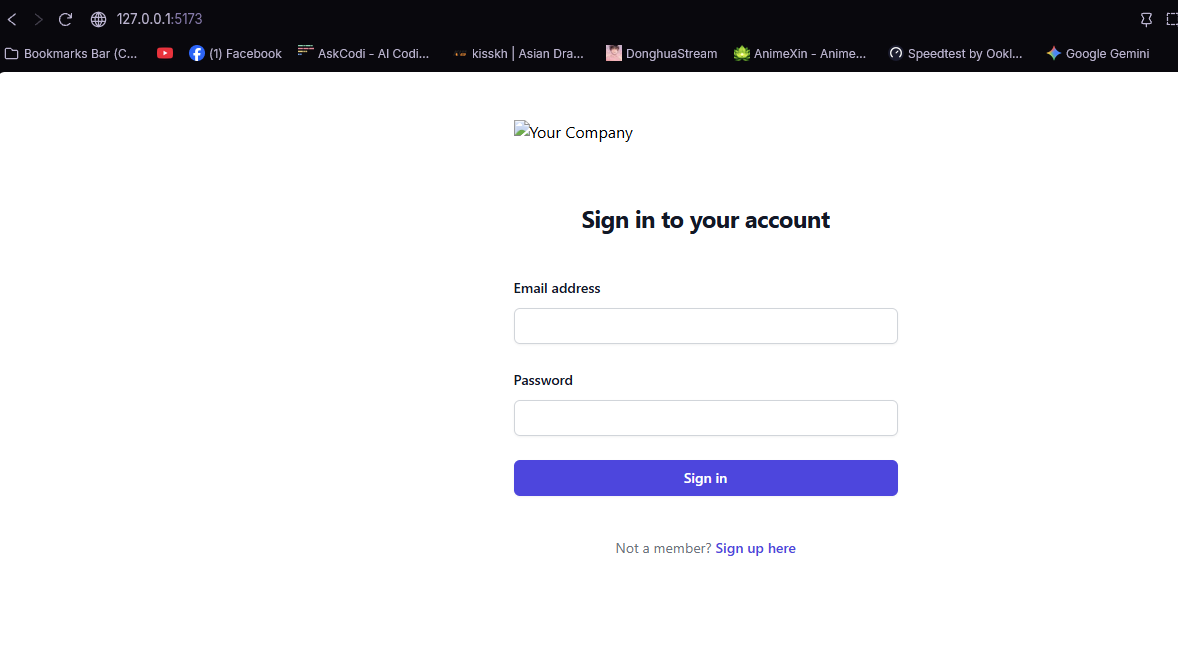 127.0.0.1:5173
Bookmarks Bar (C... (1) Facebook AskCodi - AI Codi... kisskh | Asian Dra... DonghuaStream AnimeXin - Anime... Speedtest by Ookl... Google Gemini
Your Company
Sign in to your account
Email address
Password
Sign in
Not a member? Sign up here